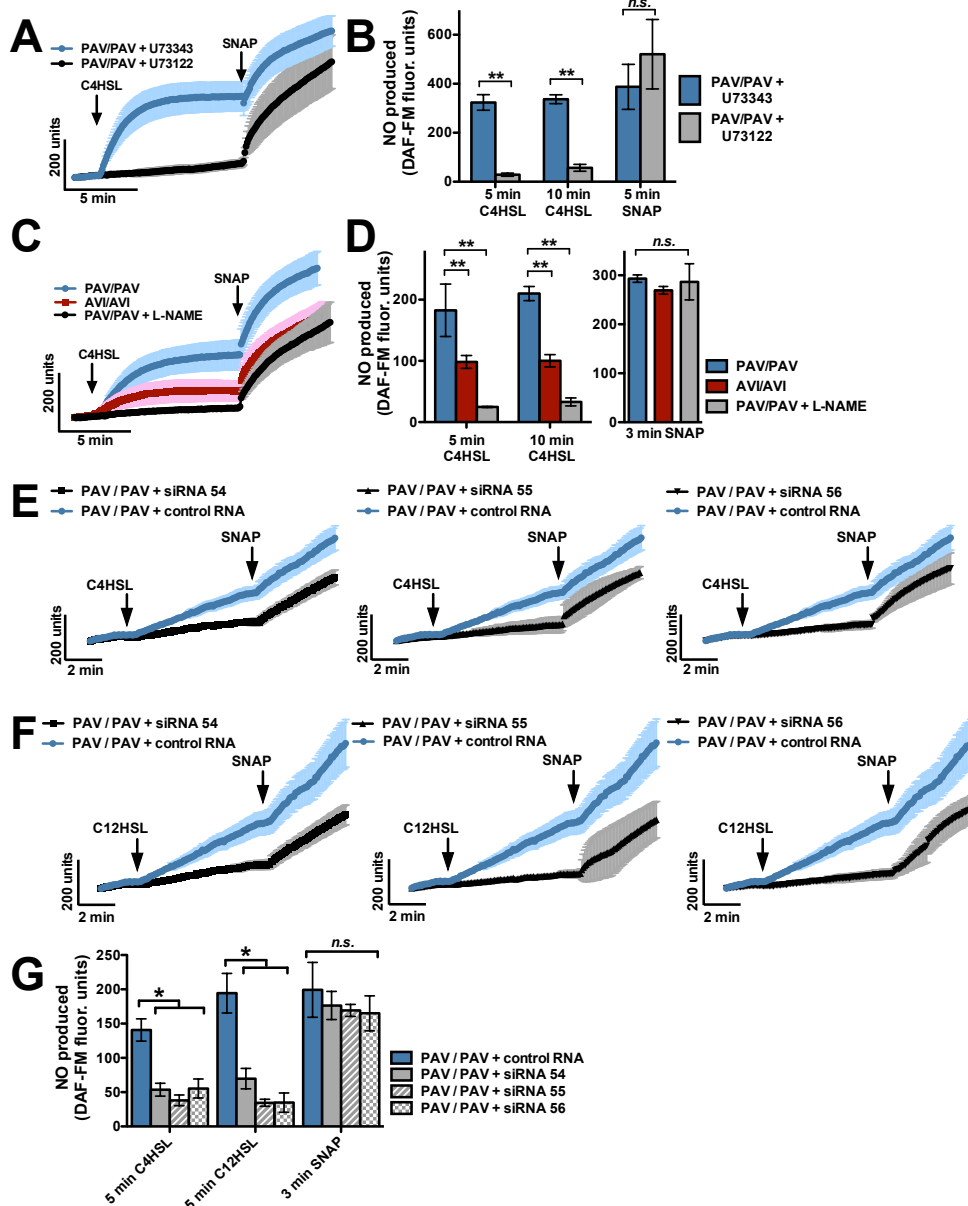 A
PAV/PAV + U73343
PAV/PAV + U73122
C4HSL
SNAP
200 units
5 min
B
NO produced
(DAF-FM fluor. units)
600
400
200
0
**
**
n.s.
5 min
C4HSL
10 min
C4HSL
5 min
SNAP
PAV/PAV +
U73343
PAV/PAV +
U73122
C
PAV/PAV
AVI/AVI
PAV/PAV + L-NAME
C4HSL
SNAP
200 units
5 min
D
NO produced
(DAF-FM fluor. units)
200
100
0
**
**
**
**
5 min
C4HSL
10 min
C4HSL
300
200
100
0
n.s.
3 min SNAP
PAV/PAV
AVI/AVI
PAV/PAV + L-NAME
E
PAV / PAV + siRNA 54
PAV / PAV + control RNA
C4HSL
SNAP
200 units
2 min
PAV / PAV + siRNA 55
PAV / PAV + control RNA
C4HSL
SNAP
200 units
2 min
PAV / PAV + siRNA 56
PAV / PAV + control RNA
C4HSL
SNAP
200 units
2 min
F
PAV / PAV + siRNA 54
PAV / PAV + control RNA
C12HSL
SNAP
200 units
2 min
PAV / PAV + siRNA 55
PAV / PAV + control RNA
C12HSL
SNAP
200 units
2 min
PAV / PAV + siRNA 56
PAV / PAV + control RNA
C12HSL
SNAP
200 units
2 min
G
NO produced
(DAF-FM fluor. units)
250
200
150
100
50
0
*
*
n.s.
5 min C4HSL
5 min C12HSL
3 min SNAP
PAV / PAV + control RNA
PAV / PAV + siRNA 54
PAV / PAV + siRNA 55
PAV / PAV + siRNA 56